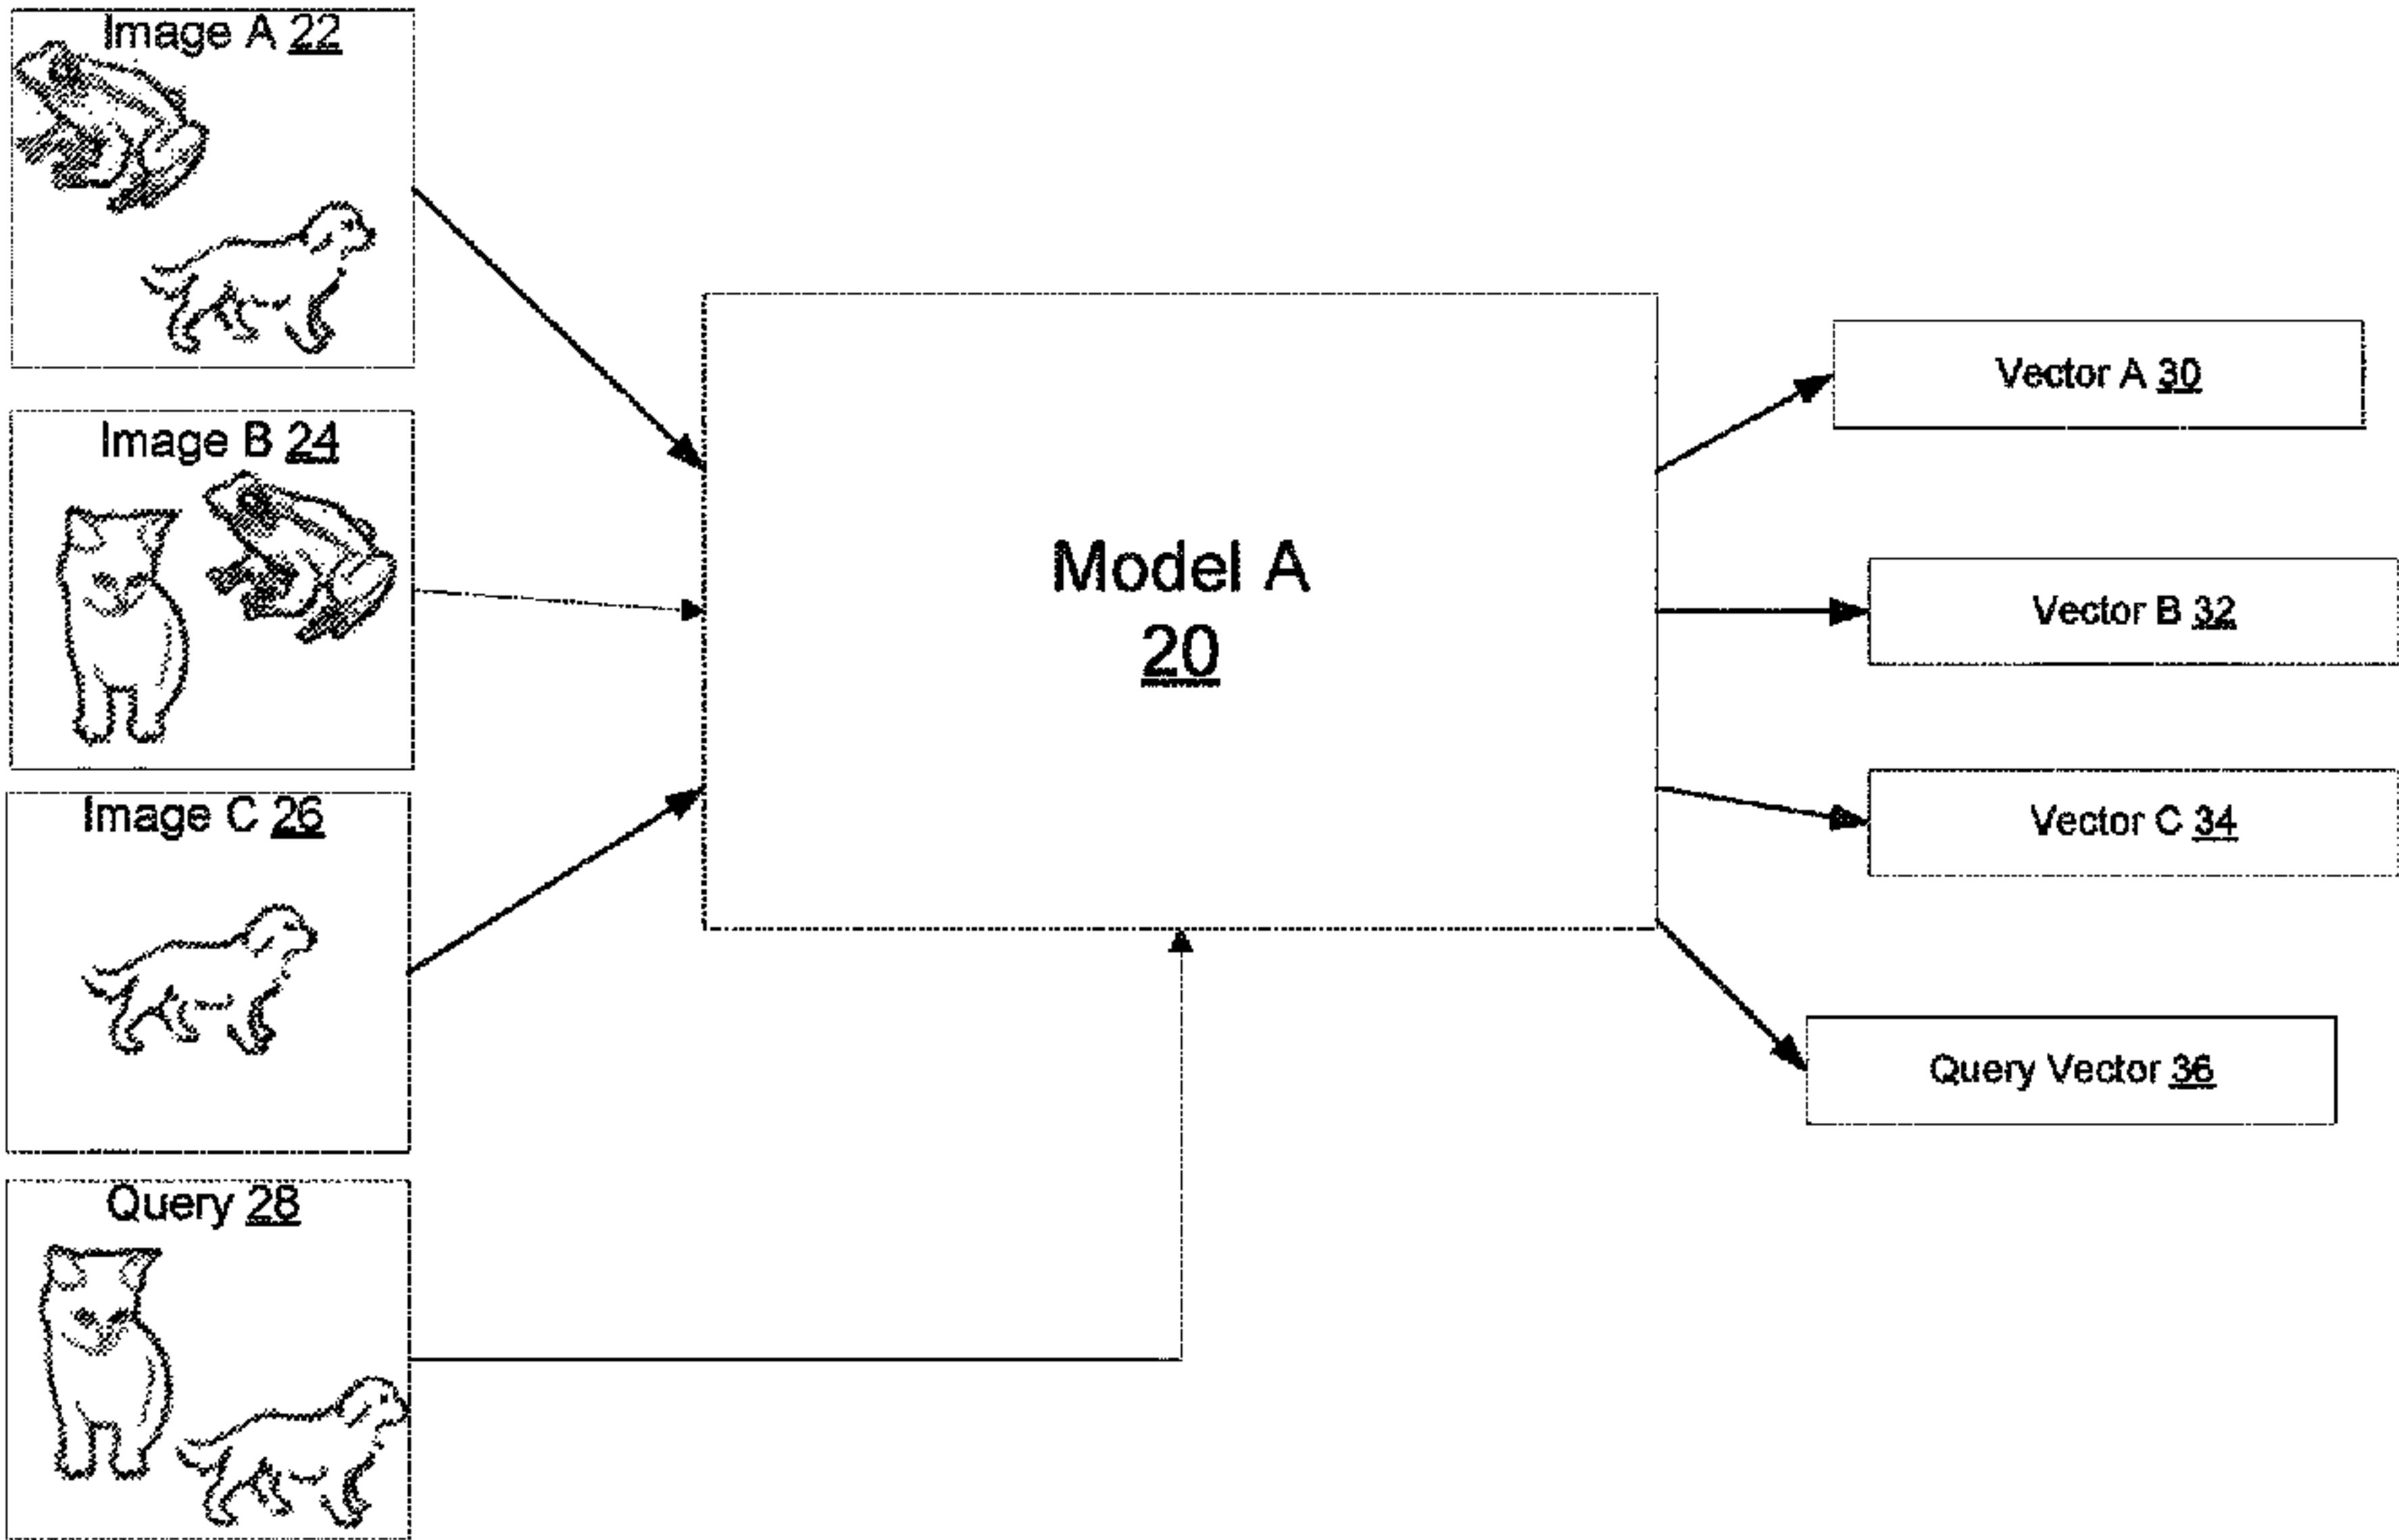 Image A 22
Image B 24
Image C 26
Query 28
Model A
20
Vector A 30
Vector B 32
Vector C 34
Query Vector 36